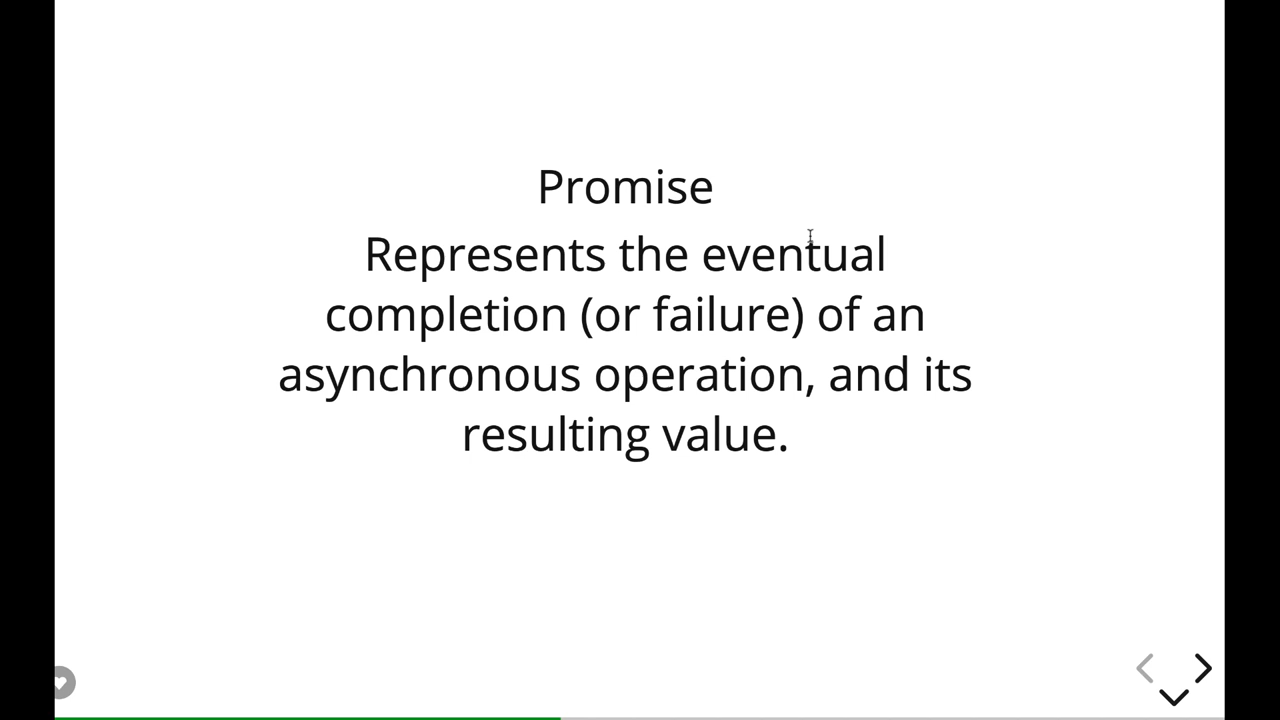 Promise
Represents the eventual
completion (or failure) of an
asynchronous operation, and its
resulting value.